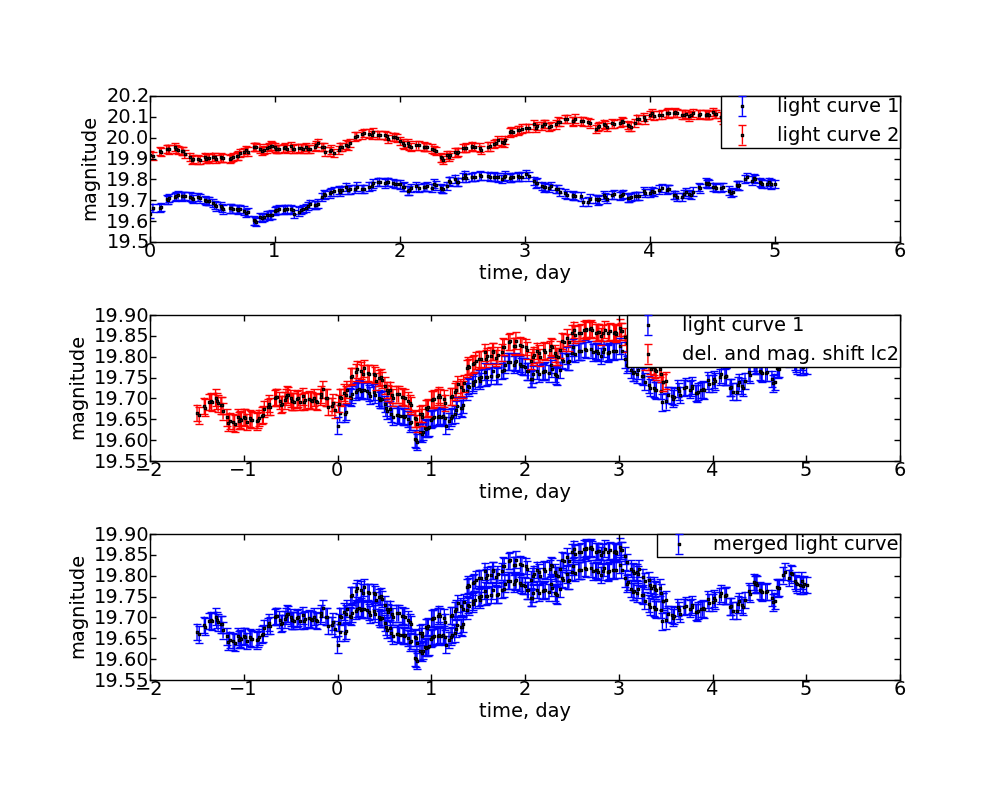 20.2
20.1
20.0
19.9
19.8
19.7
19.6
19.5
magnitude
light curve 1
light curve 2
0 1 2 3 4 5 6
time, day
19.90
19.85
19.80
19.75
19.70
19.65
19.60
19.55
magnitude
light curve 1
del. and mag. shift lc2
−2 −1 0 1 2 3 4 5 6
time, day
19.90
19.85
19.80
19.75
19.70
19.65
19.60
19.55
magnitude
merged light curve
−2 −1 0 1 2 3 4 5 6
time, day